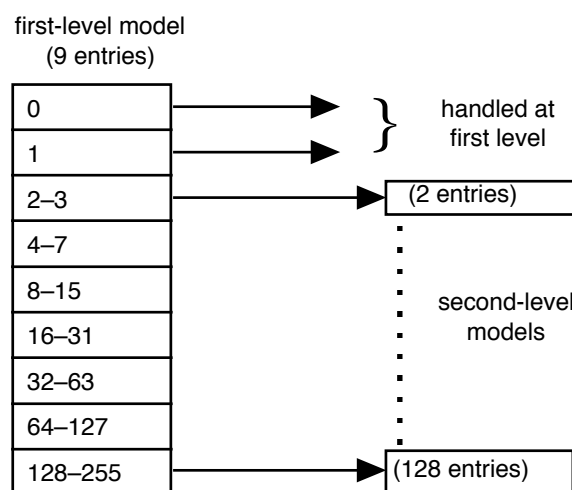 first-level model
(9 entries)
0
1
handled at
first level
2–3
(2 entries)
4–7
8–15
16–31
second-level
models
32–63
64–127
128–255
(128 entries)